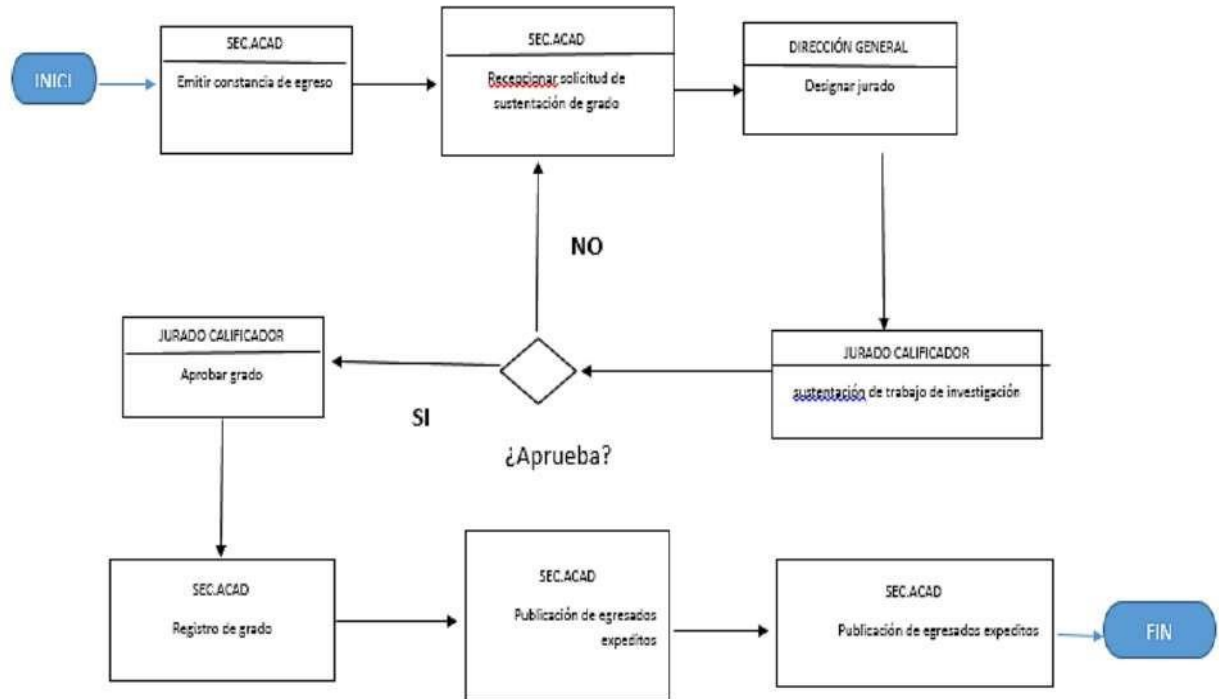 INICI
SEC.ACAD
Emitir constancia de egreso
SEC.ACAD
Recepcionar solicitud de
sustentación de grado
DIRECCIÓN GENERAL
Designar jurado
NO
JURADO CALIFICADOR
Aprobar grado
SI
¿Aprueba?
JURADO CALIFICADOR
sustentación de trabajo de investigación
SEC.ACAD
Registro de grado
SEC.ACAD
Publicación de egresados
expeditos
SEC.ACAD
Publicación de egresados expeditos
FIN